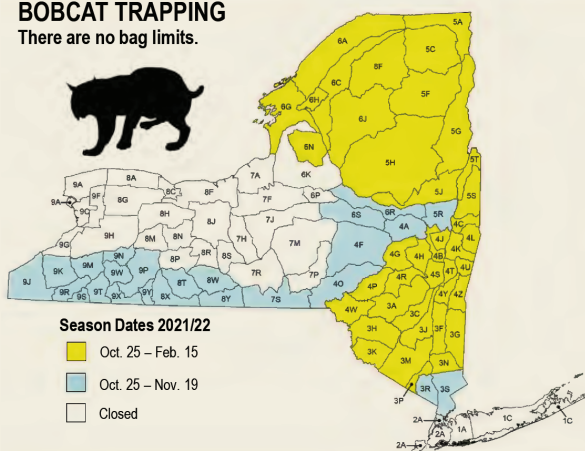 BOBCAT TRAPPING
There are no bag limits.
5A
6A
5C
6F
6C
5F
6H
6G
6J
5G
6N
5H
5T
7A
6K
9A
8A
8C
8F
7F
6P
5J
5S
9A
9F
8G
9C
6S
6R
5R
8H
8J
7J
4A
4C
9G
9H
8M
8N
7H
7M
4F
4J
4L
4G
4H
4B
4K
9N
8P
8R
8S
4U
9K
9M
9W
9P
7R
7P
4R
4S
4T
9J
8T
8W
4O
4P
4Y
4Z
9R
9S
9T
9X
9Y
8X
8Y
7S
4W
3A
3C
3H
3J
3F
3G
3K
3M
3N
3P
3R
3S
2A
2A
1A
1C
1C
2A
Season Dates 2021/22
Oct. 25 – Feb. 15
Oct. 25 – Nov. 19
Closed